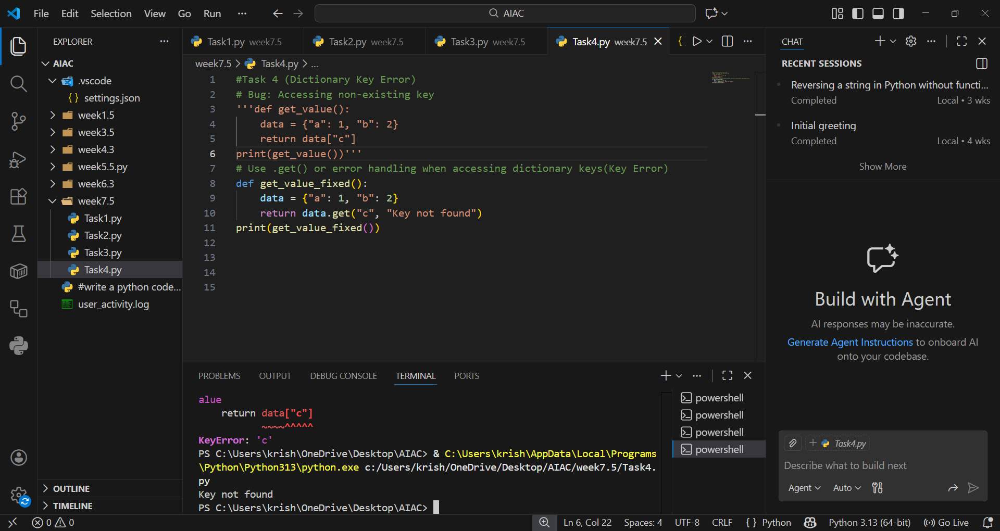 File Edit Selection View Go Run ··· AIAC
EXPLORER
AIAC
.vscode
{ } settings.json
week1.5
week3.5
week4.3
week5.5.py
week6.3
week7.5
Task1.py
Task2.py
Task3.py
Task4.py
#write a python code...
user_activity.log
OUTLINE
TIMELINE
Task1.py week7.5 Task2.py week7.5 Task3.py week7.5 Task4.py week7.5
week7.5 > Task4.py > ...
1 #Task 4 (Dictionary Key Error)
2 # Bug: Accessing non-existing key
3 '''def get_value():
4     data = {"a": 1, "b": 2}
5     return data["c"]
6 print(get_value())'''
7 # Use .get() or error handling when accessing dictionary keys(Key Error)
8 def get_value_fixed():
9     data = {"a": 1, "b": 2}
10     return data.get("c", "Key not found")
11 print(get_value_fixed())
12
13
14
15
PROBLEMS OUTPUT DEBUG CONSOLE TERMINAL PORTS
alue
    return data["c"]
           ~~~~^^^^^
KeyError: 'c'
PS C:\Users\krish\OneDrive\Desktop\AIAC> & C:\Users\krish\AppData\Local\Programs
\Python\Python313\python.exe c:/Users/krish/OneDrive/Desktop/AIAC/week7.5/Task4.
py
Key not found
PS C:\Users\krish\OneDrive\Desktop\AIAC>
powershell
powershell
powershell
powershell
CHAT
RECENT SESSIONS
Reversing a string in Python without functi...
Completed Local • 3 wks
Initial greeting
Completed Local • 4 wks
Show More
Build with Agent
AI responses may be inaccurate.
Generate Agent Instructions to onboard AI
onto your codebase.
+ Task4.py
Describe what to build next
Agent Auto
0 0 Ln 6, Col 22 Spaces: 4 UTF-8 CRLF { } Python Python 3.13 (64-bit) Go Live